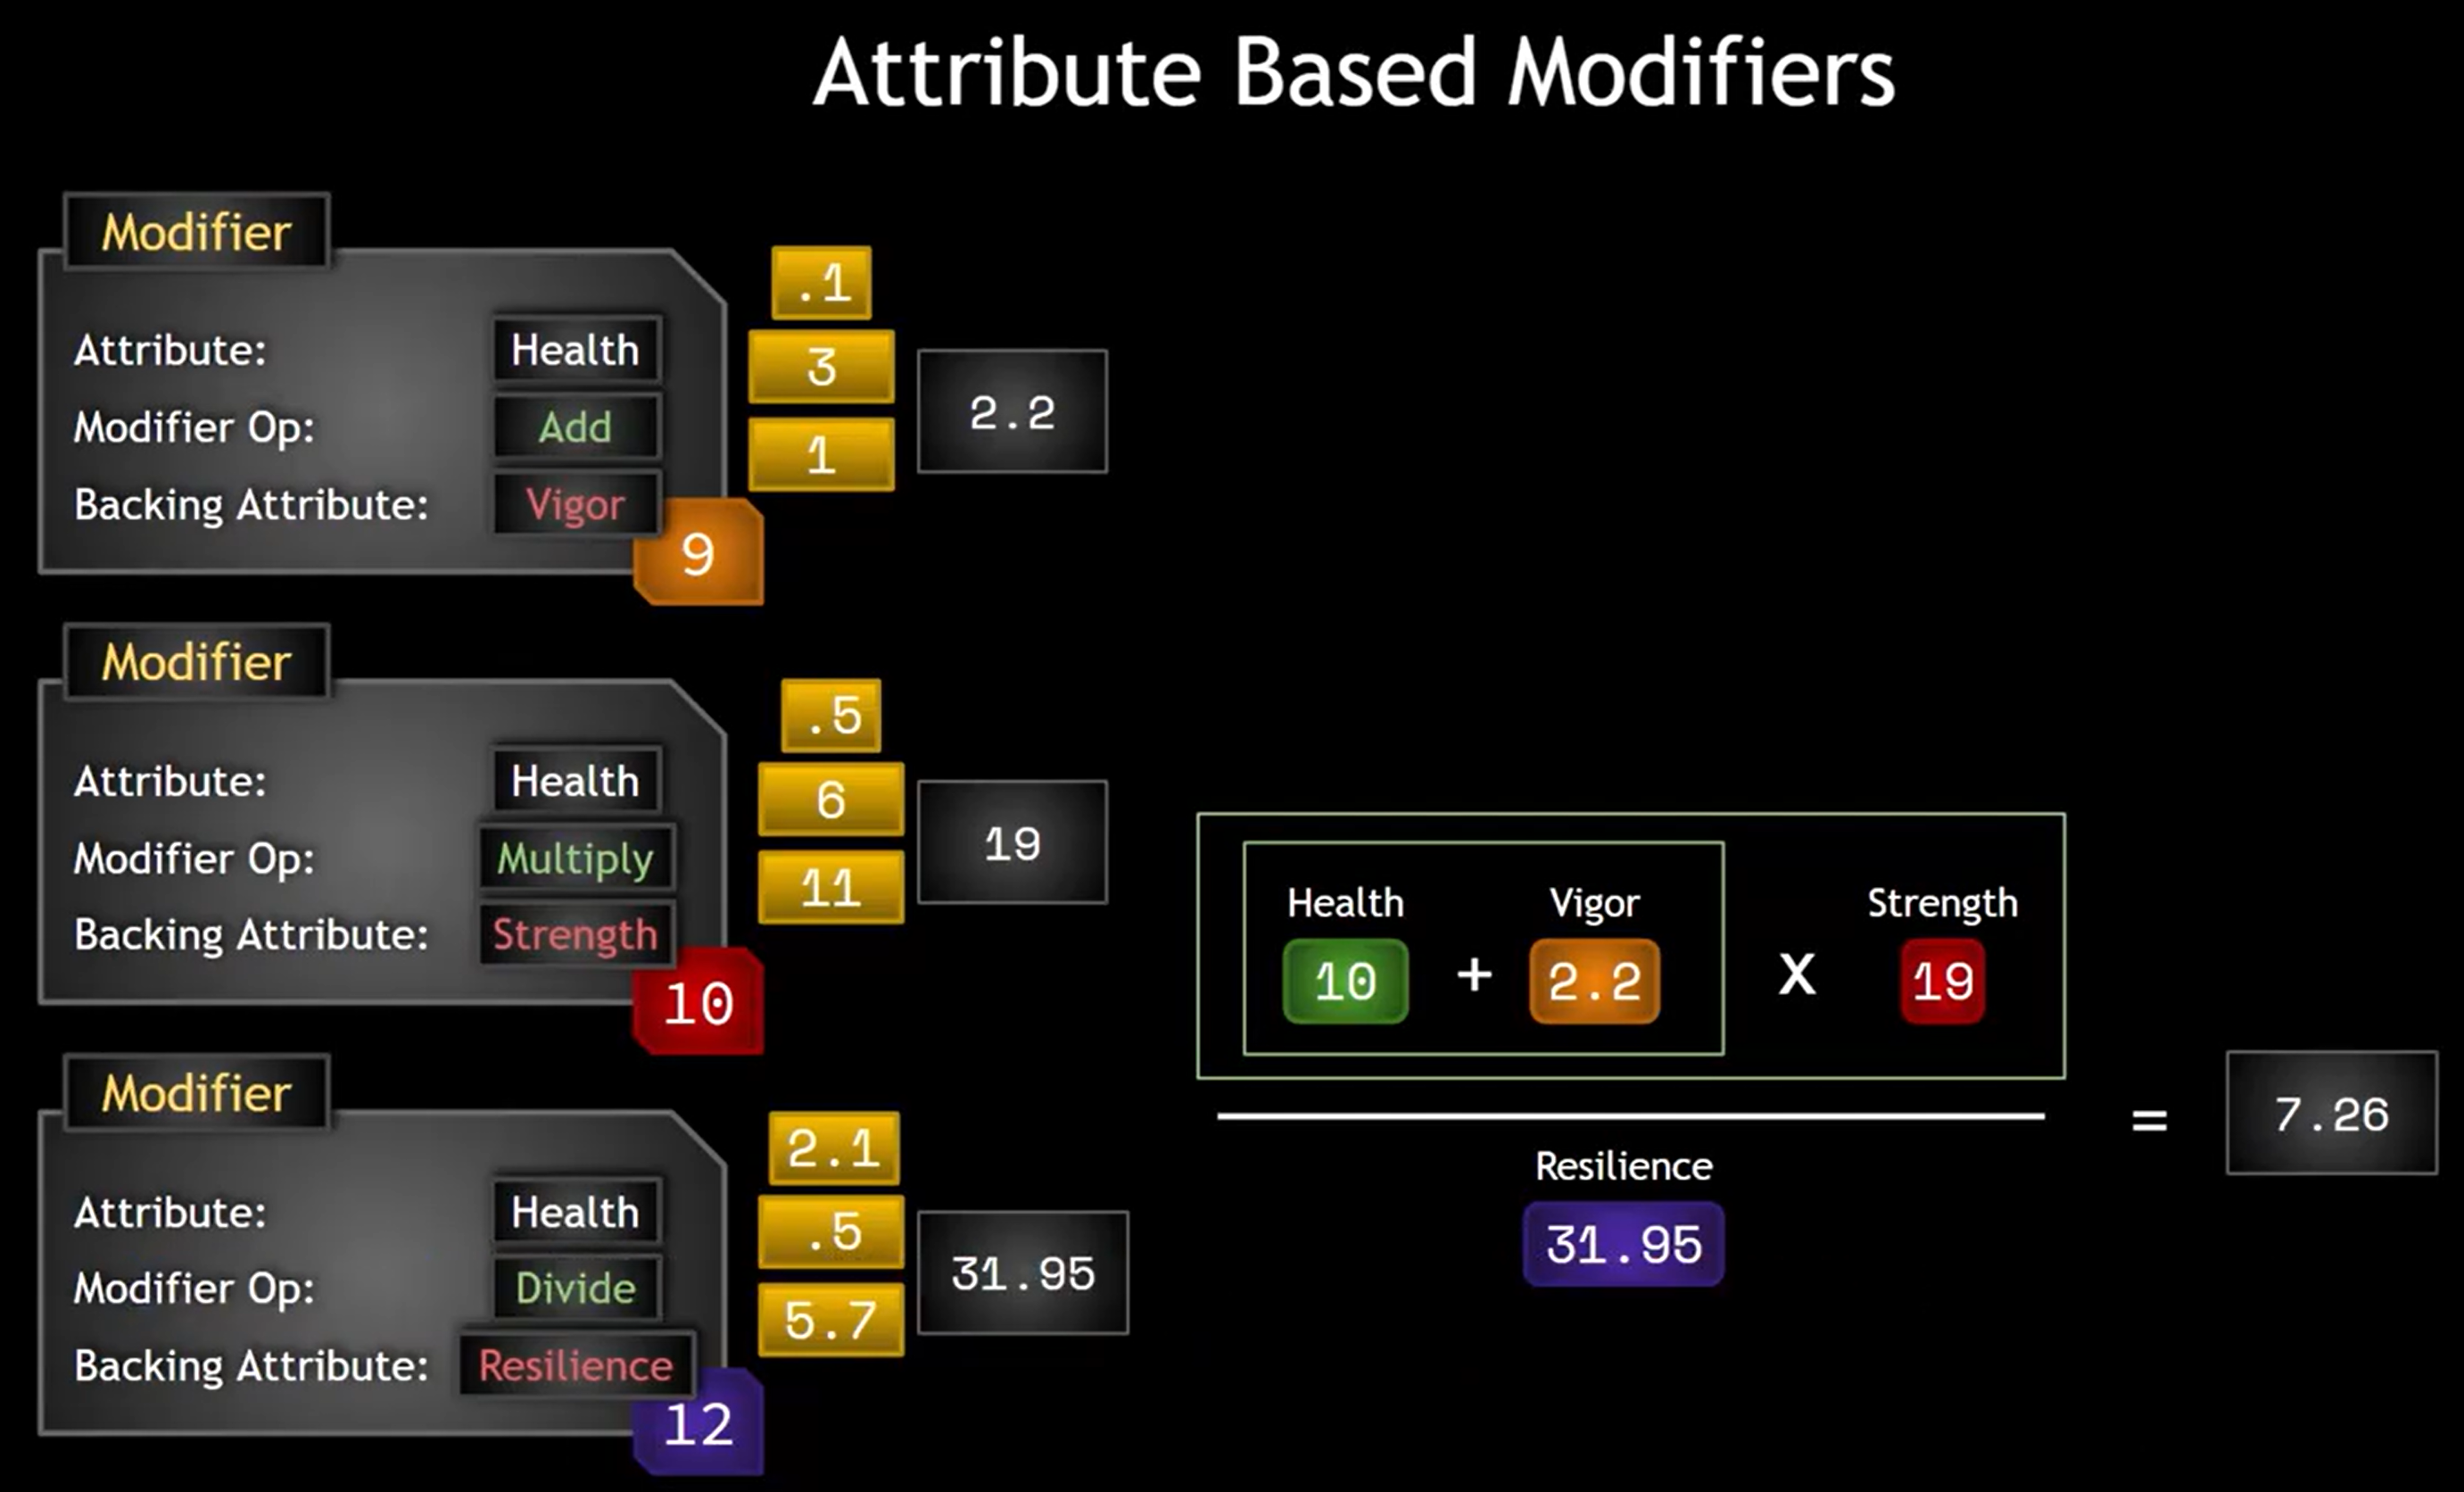 Attribute Based Modifiers
Modifier
Attribute: Health
Modifier Op: Add
Backing Attribute: Vigor
9
.1
3
1
2.2
Modifier
Attribute: Health
Modifier Op: Multiply
Backing Attribute: Strength
10
.5
6
11
19
Modifier
Attribute: Health
Modifier Op: Divide
Backing Attribute: Resilience
12
2.1
.5
5.7
31.95
Health Vigor Strength
10 + 2.2 X 19
Resilience
31.95
= 7.26